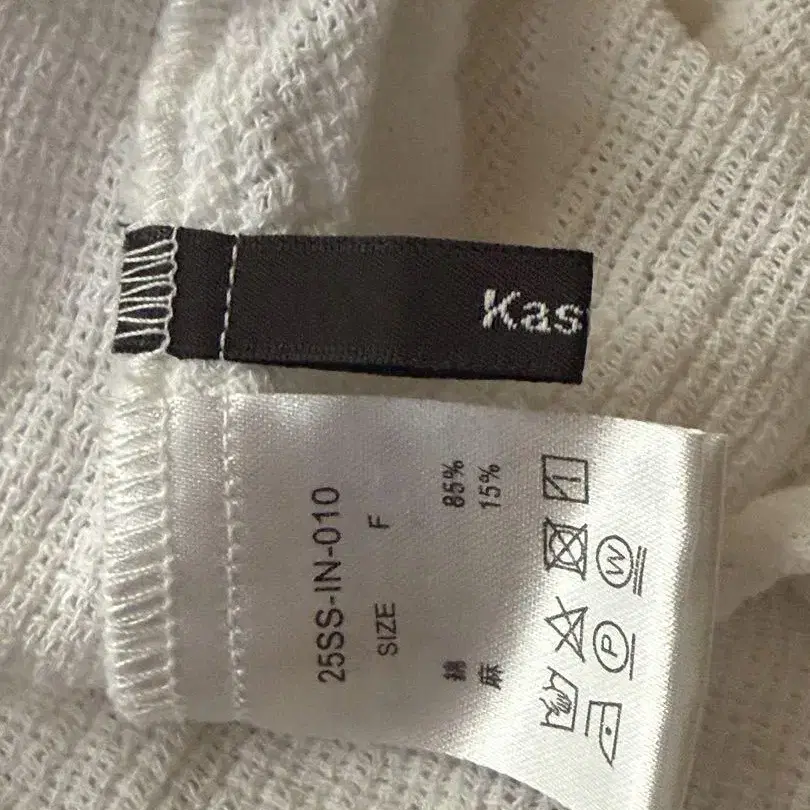 Kas
25SS-IN-010
SIZE F
綿 85%
麻 15%
W
P